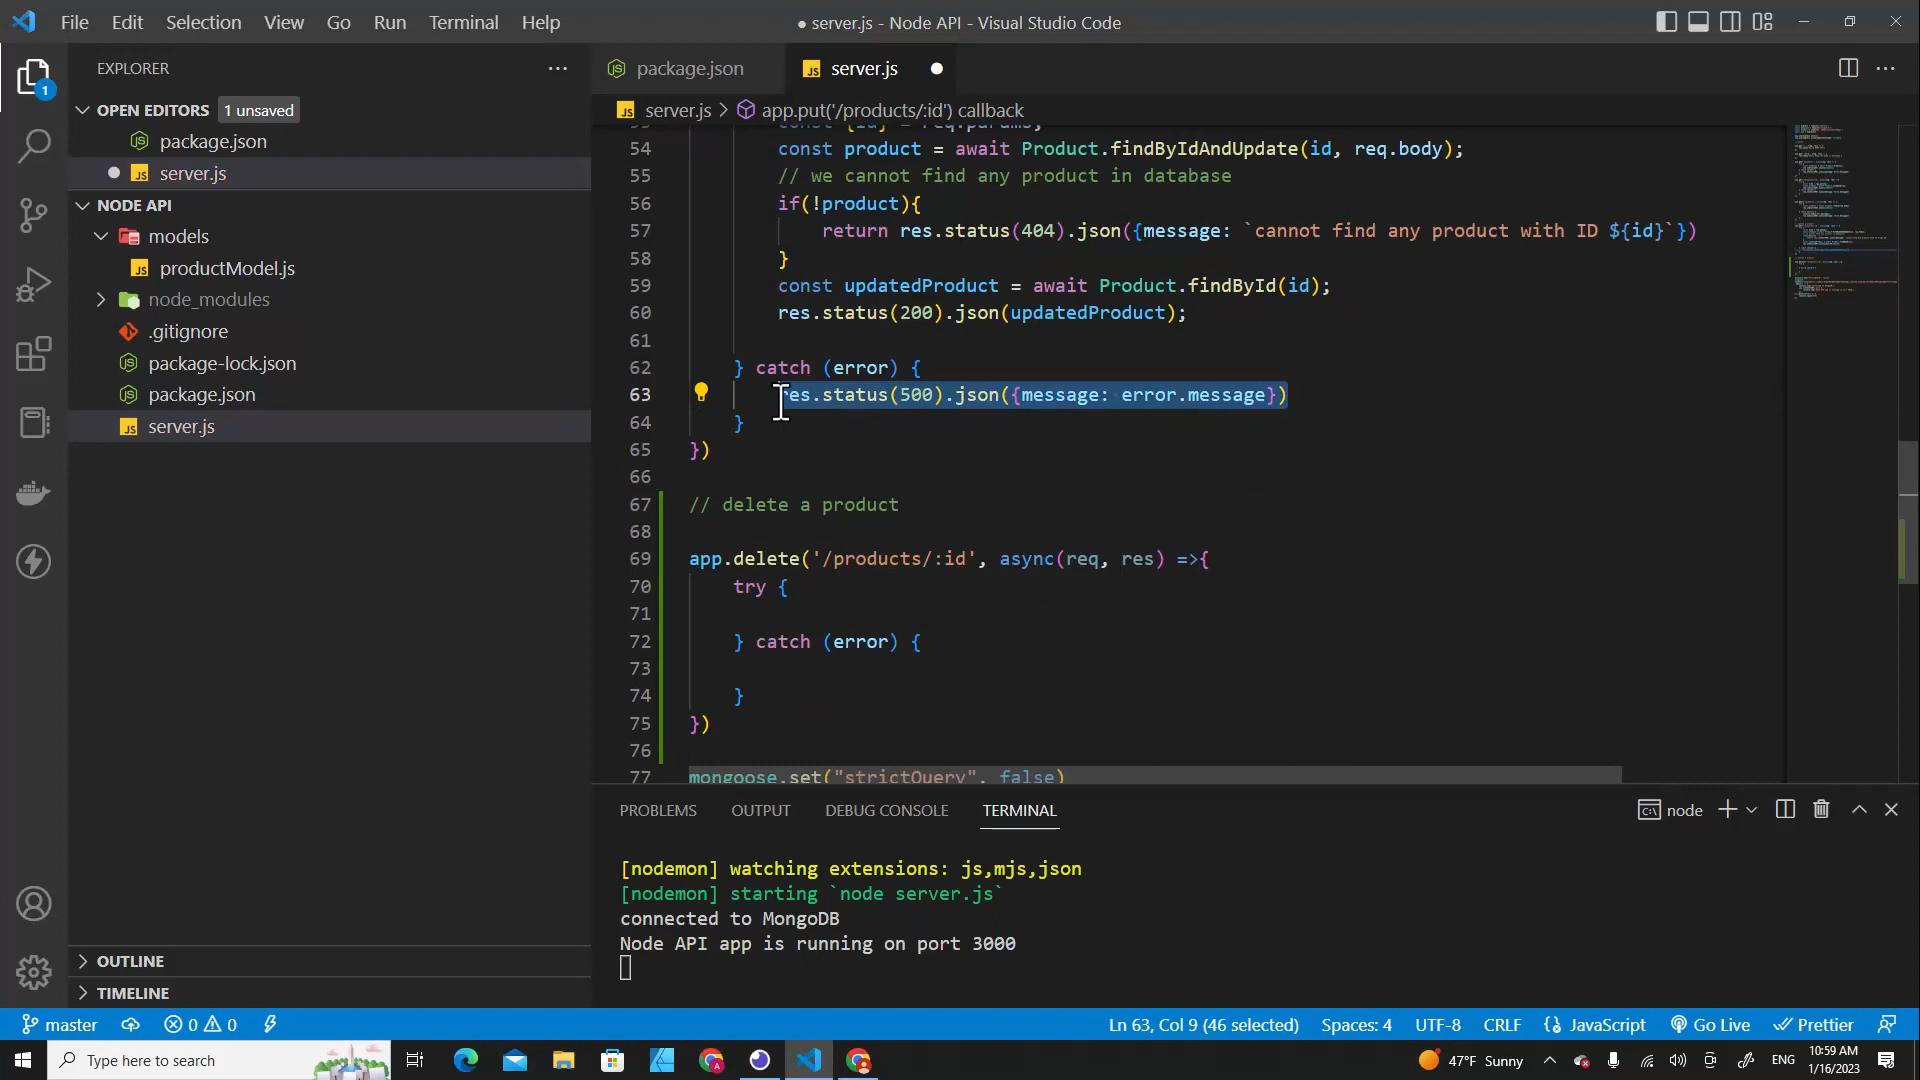 File Edit Selection View Go Run Terminal Help
● server.js - Node API - Visual Studio Code
EXPLORER
1
OPEN EDITORS 1 unsaved
package.json
server.js
NODE API
models
productModel.js
node_modules
.gitignore
package-lock.json
package.json
server.js
OUTLINE
TIMELINE
package.json
server.js
server.js > app.put('/products/:id') callback
const {id} = req.params;
54 const product = await Product.findByIdAndUpdate(id, req.body);
55 // we cannot find any product in database
56 if(!product){
57 return res.status(404).json({message: `cannot find any product with ID ${id}`})
58 }
59 const updatedProduct = await Product.findById(id);
60 res.status(200).json(updatedProduct);
61
62 } catch (error) {
63 res.status(500).json({message: error.message})
64 }
65 })
66
67 // delete a product
68
69 app.delete('/products/:id', async(req, res) =>{
70 try {
71
72 } catch (error) {
73
74 }
75 })
76
77 mongoose.set("strictQuery", false)
PROBLEMS OUTPUT DEBUG CONSOLE TERMINAL
node
[nodemon] watching extensions: js,mjs,json
[nodemon] starting `node server.js`
connected to MongoDB
Node API app is running on port 3000
master 0 0
Ln 63, Col 9 (46 selected) Spaces: 4 UTF-8 CRLF JavaScript Go Live Prettier
Type here to search
47°F Sunny
ENG
10:59 AM
1/16/2023